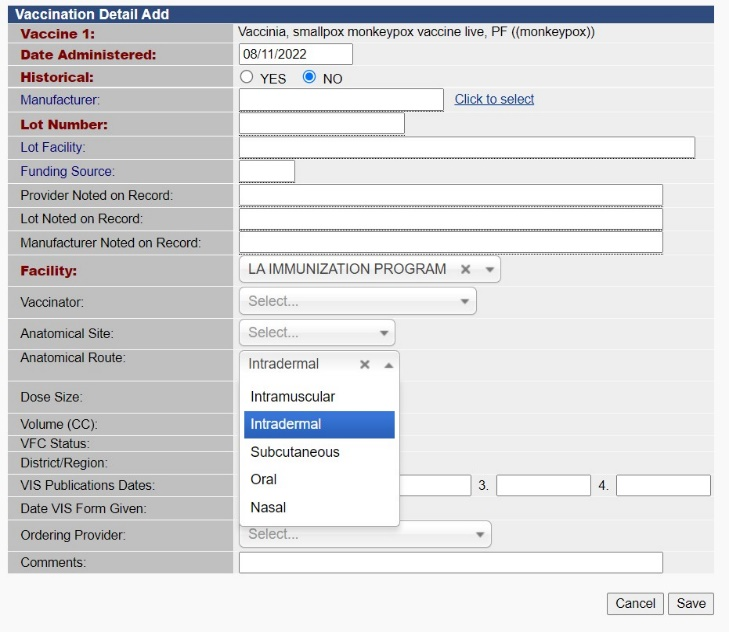 Vaccination Detail Add
Vaccine 1: Vaccinia, smallpox monkeypox vaccine live, PF ((monkeypox))
Date Administered: 08/11/2022
Historical: YES NO
Manufacturer: Click to select
Lot Number:
Lot Facility:
Funding Source:
Provider Noted on Record:
Lot Noted on Record:
Manufacturer Noted on Record:
Facility: LA IMMUNIZATION PROGRAM
Vaccinator: Select...
Anatomical Site: Select...
Anatomical Route: Intradermal
Intramuscular
Intradermal
Subcutaneous
Oral
Nasal
Dose Size:
Volume (CC):
VFC Status:
District/Region:
VIS Publications Dates: 3. 4.
Date VIS Form Given:
Ordering Provider: Select...
Comments:
Cancel Save